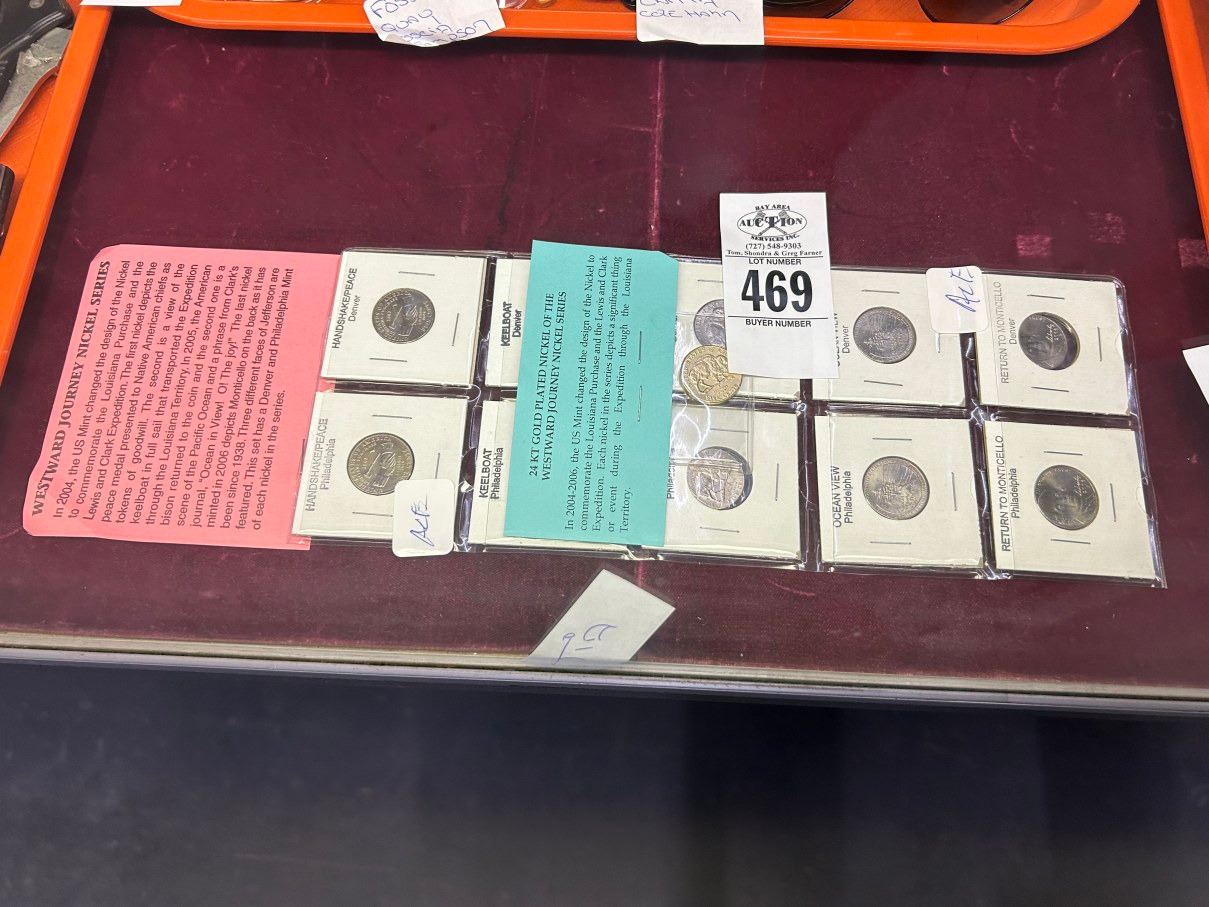 COLE HAHN
WESTWARD JOURNEY NICKEL SERIES
In 2004, the US Mint changed the design of the Nickel
to commemorate the Louisiana Purchase and the
Lewis and Clark Expedition. The first nickel depicts the
peace medal presented to Native American chiefs as
tokens of goodwill. The second is a view of the
keelboat in full sail that transported the Expedition
through the Louisiana Territory. In 2005, the American
bison returned to the coin and the second one is a
scene of the Pacific Ocean and a phrase from Clark's
journal, "Ocean in View! Of The Joy!" The last nickel
minted in 2006 depicts Monticello on the back as it has
been since 1938. Three different faces of Jefferson are
featured. This set has a Denver and Philadelphia Mint
of each nickel in the series.
HANDSHAKE/PEACE
Denver
KEELBOAT
Denver
24 KT GOLD PLATED NICKEL OF THE
WESTWARD JOURNEY NICKEL SERIES
In 2004-2006, the US Mint changed the design of the Nickel to
commemorate the Louisiana Purchase and the Lewis and Clark
Expedition. Each nickel in the series depicts a significant thing
or event during the Expedition through the Louisiana
Territory.
BAY AREA
AUCTION
SERVICES INC.
(727) 548-9303
Tom, Shondra & Greg Farner
LOT NUMBER
469
BUYER NUMBER
Denver
RETURN TO MONTICELLO
Denver
HANDSHAKE/PEACE
Philadelphia
KEELBOAT
Philadelphia
OCEAN VIEW
Philadelphia
RETURN TO MONTICELLO
Philadelphia